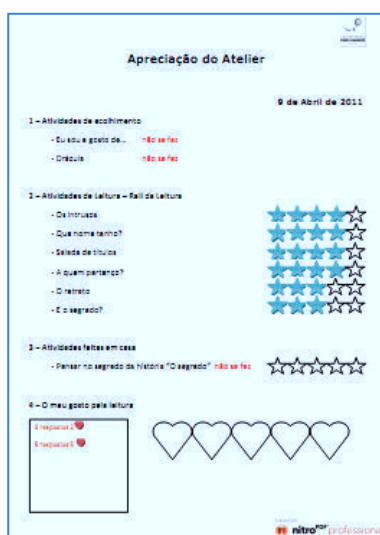 Apreciação do Atelier
9 de Abril de 2011
1 – Atividades de acolhimento
- Eu sou e gosto de... não se fez
- Oráculo não se fez
2 – Atividades de Leitura – Rali de Leitura
- Os intrusos
- Que nome tenho?
- Salada de títulos
- A quem pertenço?
- O retrato
- E o segredo?
3 – Atividades feitas em casa
- Pensar no segredo da história "O segredo" não se fez
4 – O meu gosto pela leitura
nitro PDF professional